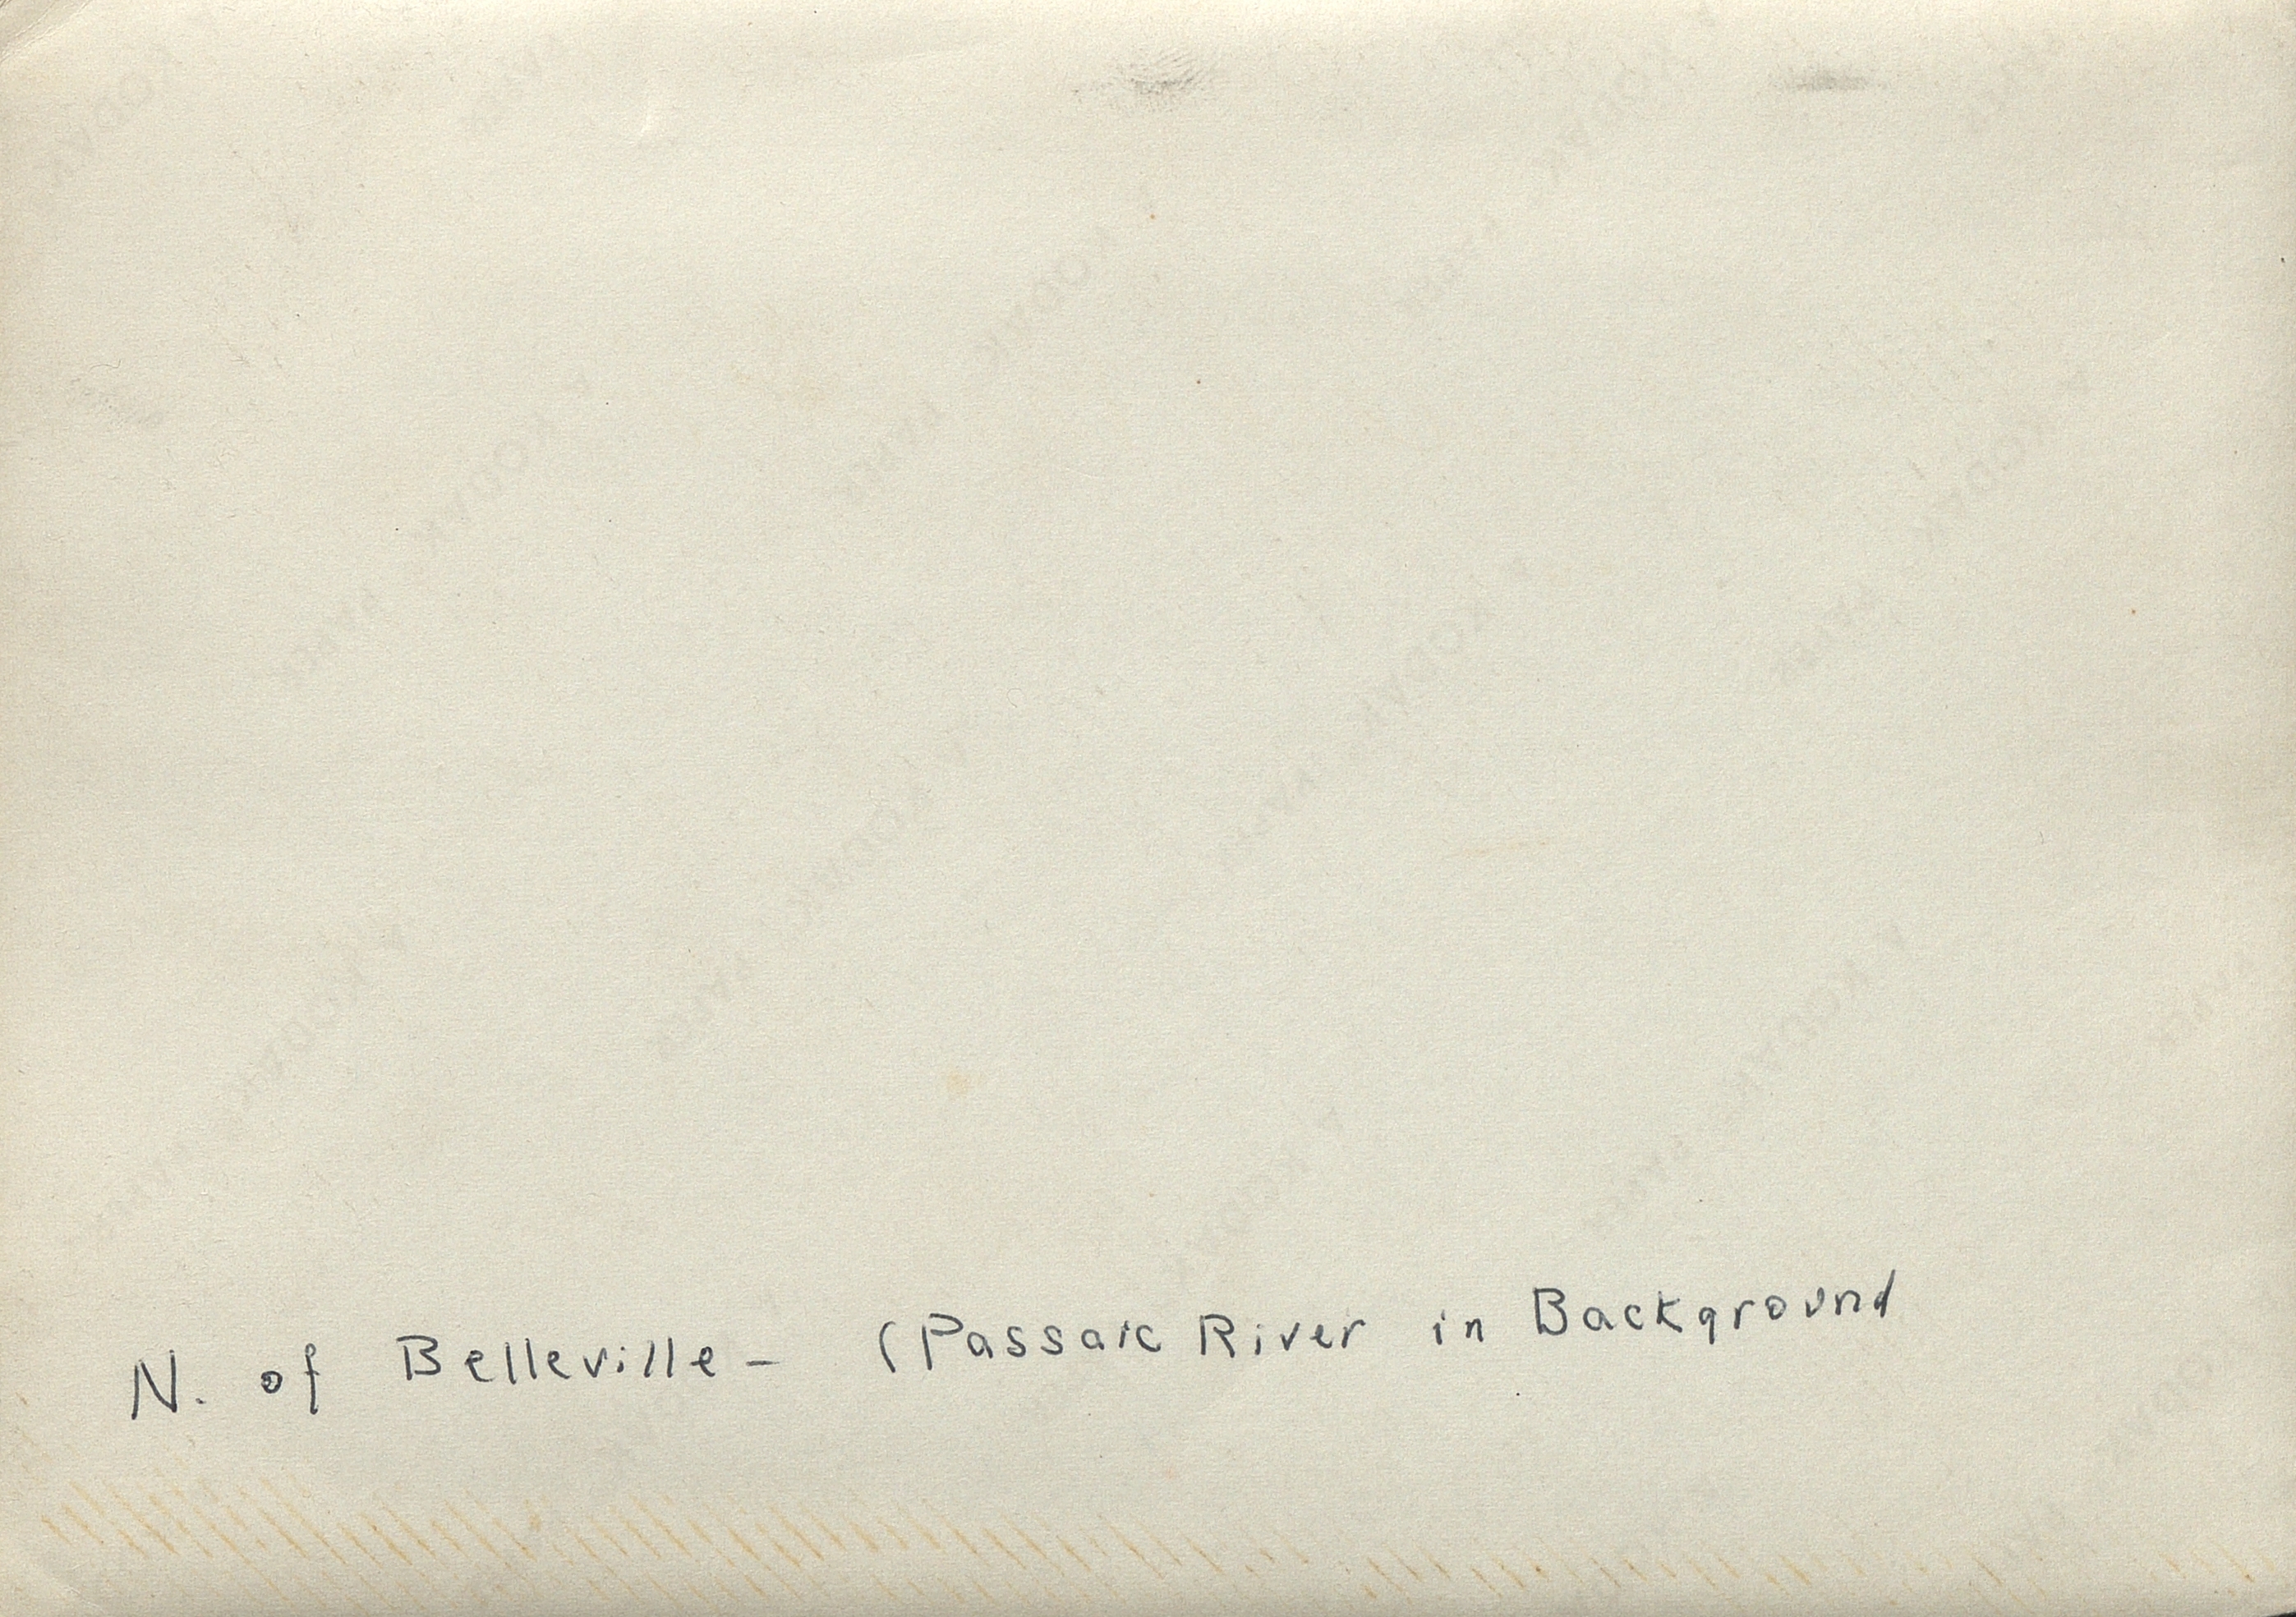 N. of Belleville - (Passaic River in Background